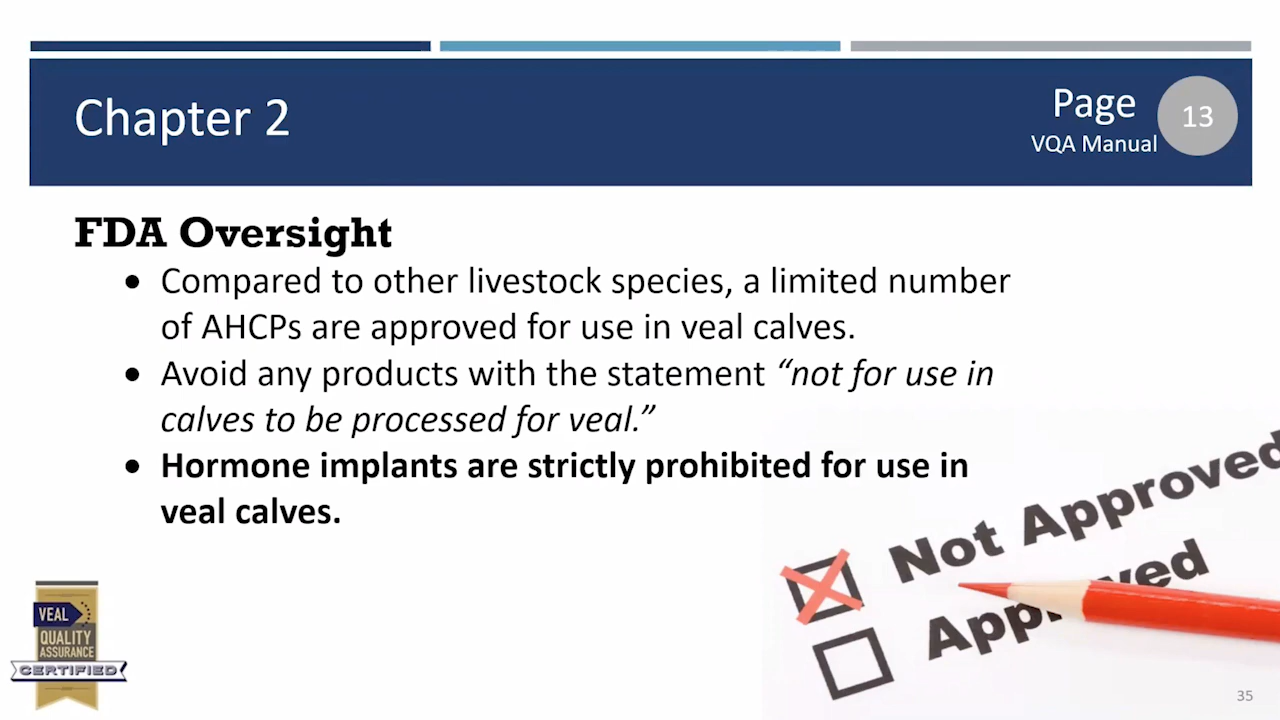 Chapter 2
Page
VQA Manual
13
FDA Oversight
• Compared to other livestock species, a limited number
of AHCPs are approved for use in veal calves.
• Avoid any products with the statement “not for use in
calves to be processed for veal.”
• Hormone implants are strictly prohibited for use in
veal calves.
Not Approved
App ved
VEAL
QUALITY
ASSURANCE
CERTIFIED
35